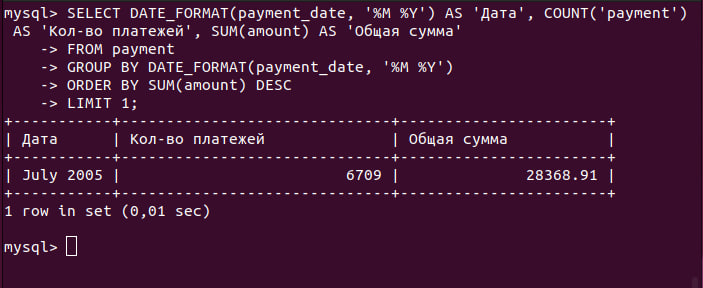 mysql> SELECT DATE_FORMAT(payment_date, '%M %Y') AS 'Дата', COUNT('payment')
 AS 'Кол-во платежей', SUM(amount) AS 'Общая сумма'
    -> FROM payment
    -> GROUP BY DATE_FORMAT(payment_date, '%M %Y')
    -> ORDER BY SUM(amount) DESC
    -> LIMIT 1;
+-----------+------------------------------+-----------------------+
| Дата      | Кол-во платежей              | Общая сумма           |
+-----------+------------------------------+-----------------------+
| July 2005 |                         6709 |              28368.91 |
+-----------+------------------------------+-----------------------+
1 row in set (0,01 sec)
mysql>